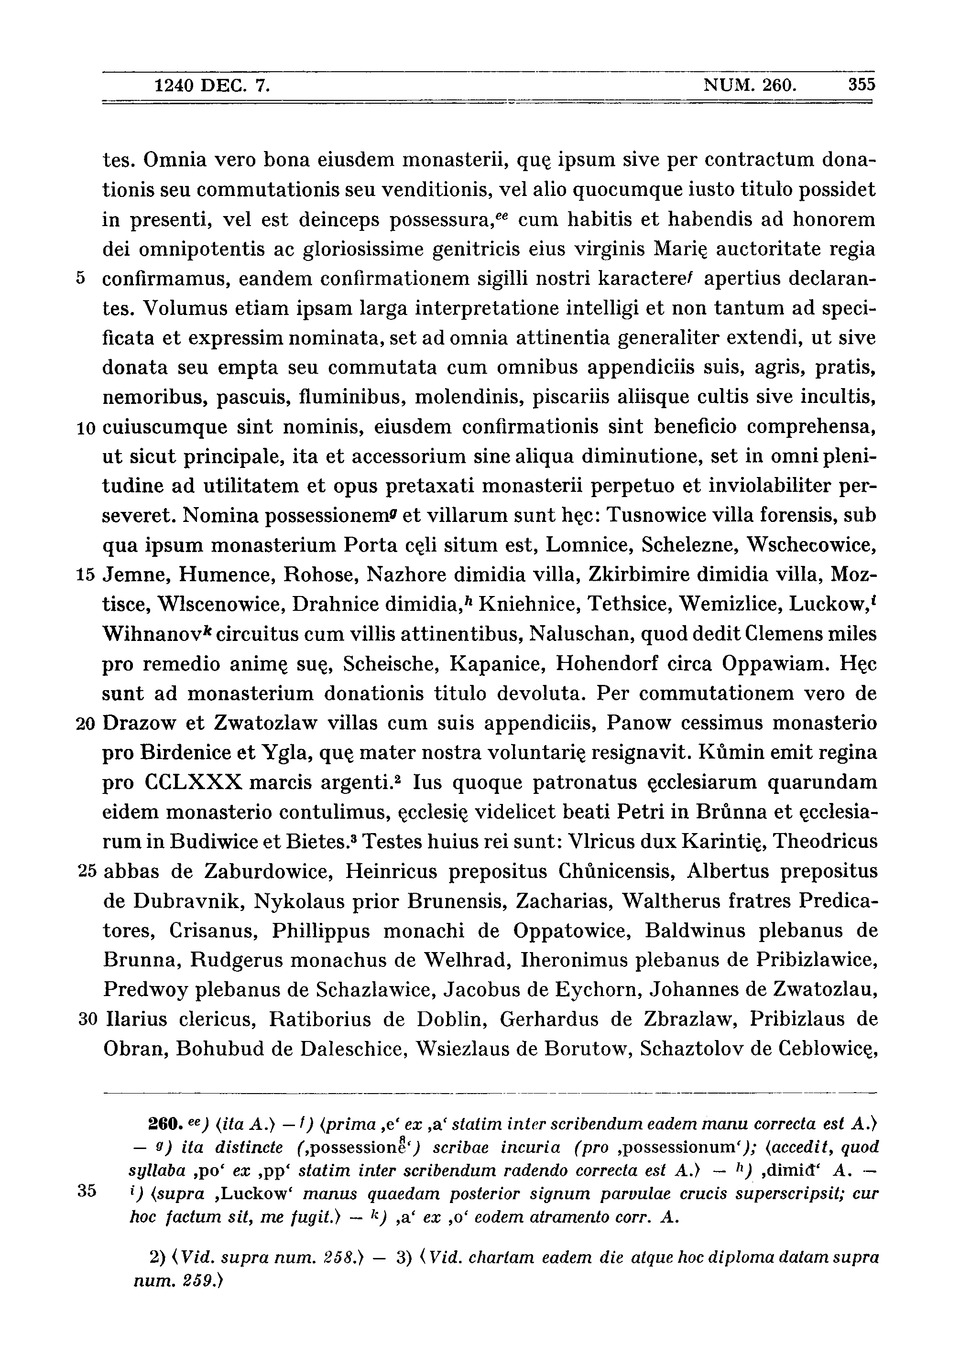 1240 DEC. 7. NUM. 260. 355
tes. Omnia vero bona eiusdem monasterii, quę ipsum sive per contractum dona-
tionis seu commutationis seu venditionis, vel alio quocumque iusto titulo possidet
in presenti, vel est deinceps possessura,ᵉᵉ cum habitis et habendis ad honorem
dei omnipotentis ac gloriosissime genitricis eius virginis Marię auctoritate regia
5 confirmamus, eandem confirmationem sigilli nostri karactereᶠ apertius declaran-
tes. Volumus etiam ipsam larga interpretatione intelligi et non tantum ad speci-
ficata et expressim nominata, set ad omnia attinentia generaliter extendi, ut sive
donata seu empta seu commutata cum omnibus appendiciis suis, agris, pratis,
nemoribus, pascuis, fluminibus, molendinis, piscariis aliisque cultis sive incultis,
10 cuiuscumque sint nominis, eiusdem confirmationis sint beneficio comprehensa,
ut sicut principale, ita et accessorium sine aliqua diminutione, set in omni pleni-
tudine ad utilitatem et opus pretaxati monasterii perpetuo et inviolabiliter per-
severet. Nomina possessionemᵍ et villarum sunt hęc: Tusnowice villa forensis, sub
qua ipsum monasterium Porta cęli situm est, Lomnice, Schelezne, Wschecowice,
15 Jemne, Humence, Rohose, Nazhore dimidia villa, Zkirbimire dimidia villa, Moz-
tisce, Wlscenowice, Drahnice dimidia,ʰ Kniehnice, Tethsice, Wemizlice, Luckow,ⁱ
Wihnanovᵏ circuitus cum villis attinentibus, Naluschan, quod dedit Clemens miles
pro remedio animę suę, Scheische, Kapanice, Hohendorf circa Oppawiam. Hęc
sunt ad monasterium donationis titulo devoluta. Per commutationem vero de
20 Drazow et Zwatozlaw villas cum suis appendiciis, Panow cessimus monasterio
pro Birdenice et Ygla, quę mater nostra voluntarię resignavit. Kůmin emit regina
pro CCLXXX marcis argenti.² Ius quoque patronatus ęcclesiarum quarundam
eidem monasterio contulimus, ęcclesię videlicet beati Petri in Brůnna et ęcclesia-
rum in Budiwice et Bietes.³ Testes huius rei sunt: Vlricus dux Karintię, Theodricus
25 abbas de Zaburdowice, Heinricus prepositus Chůnicensis, Albertus prepositus
de Dubravnik, Nykolaus prior Brunensis, Zacharias, Waltherus fratres Predica-
tores, Crisanus, Phillippus monachi de Oppatowice, Baldwinus plebanus de
Brunna, Rudgerus monachus de Welhrad, Iheronimus plebanus de Pribizlawice,
Predwoy plebanus de Schazlawice, Jacobus de Eychorn, Johannes de Zwatozlau,
30 Ilarius clericus, Ratiborius de Doblin, Gerhardus de Zbrazlaw, Pribizlaus de
Obran, Bohubud de Daleschice, Wsiezlaus de Borutow, Schaztolov de Ceblowicę,
260. ᵉᵉ) ⟨ita A.⟩ — ᶠ) ⟨prima ‚e‘ ex ‚a‘ statim inter scribendum eadem manu correcta est A.⟩
— ᵍ) ita distincte (‚possessionē‘) scribae incuria (pro ‚possessionum‘); ⟨accedit, quod
syllaba ‚po‘ ex ‚pp‘ statim inter scribendum radendo correcta est A.⟩ — ʰ) ‚dimid‘ A. —
35 ⁱ) ⟨supra ‚Luckow‘ manus quaedam posterior signum parvulae crucis superscripsit; cur
hoc factum sit, me fugit.⟩ — ᵏ) ‚a‘ ex ‚o‘ eodem atramento corr. A.
2) ⟨Vid. supra num. 258.⟩ — 3) ⟨Vid. chartam eadem die atque hoc diploma datam supra
num. 259.⟩